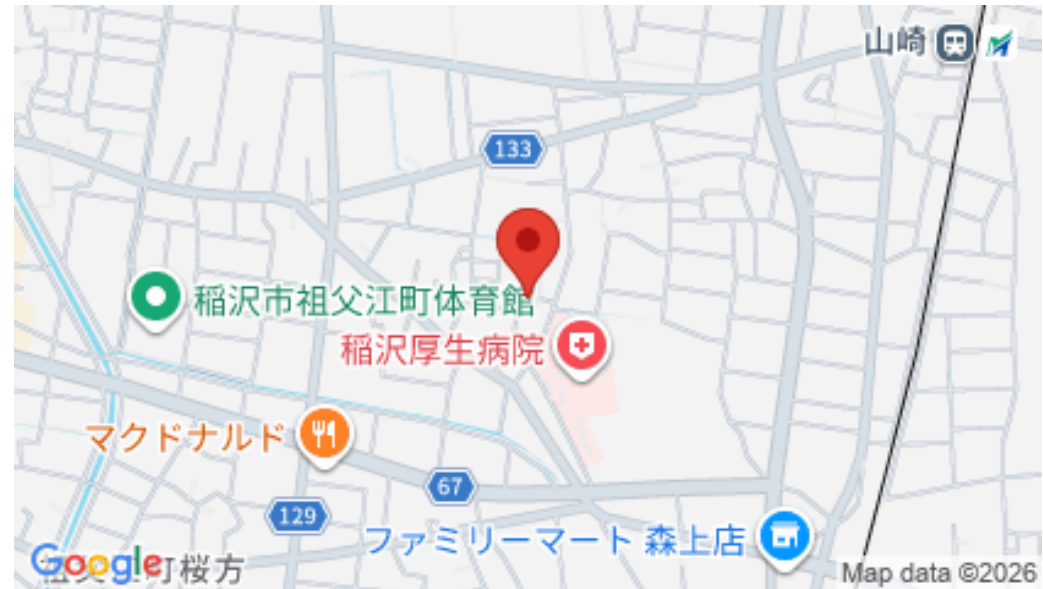 山崎
133
稲沢市祖父江町体育館
稲沢厚生病院
マクドナルド
67
129
ファミリーマート 森上店
Google
町桜方
Map data ©2026